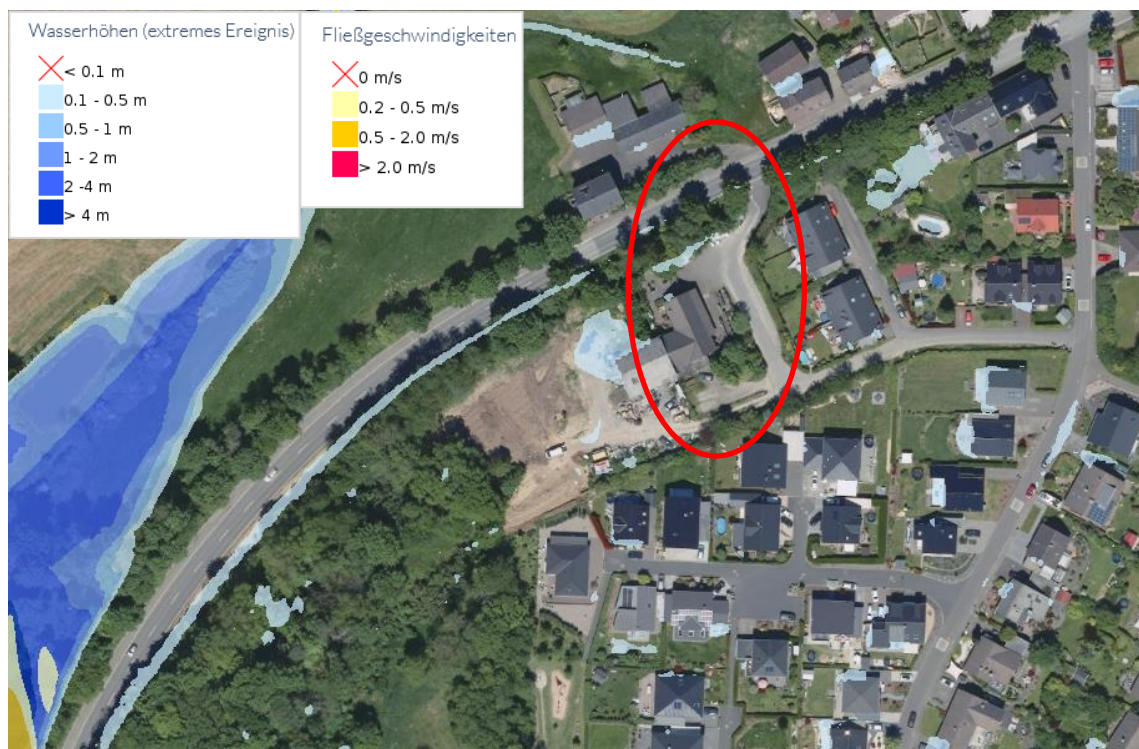 Wasserhöhen (extremes Ereignis)
< 0.1 m
0.1 - 0.5 m
0.5 - 1 m
1 - 2 m
2 -4 m
> 4 m
Fließgeschwindigkeiten
0 m/s
0.2 - 0.5 m/s
0.5 - 2.0 m/s
> 2.0 m/s